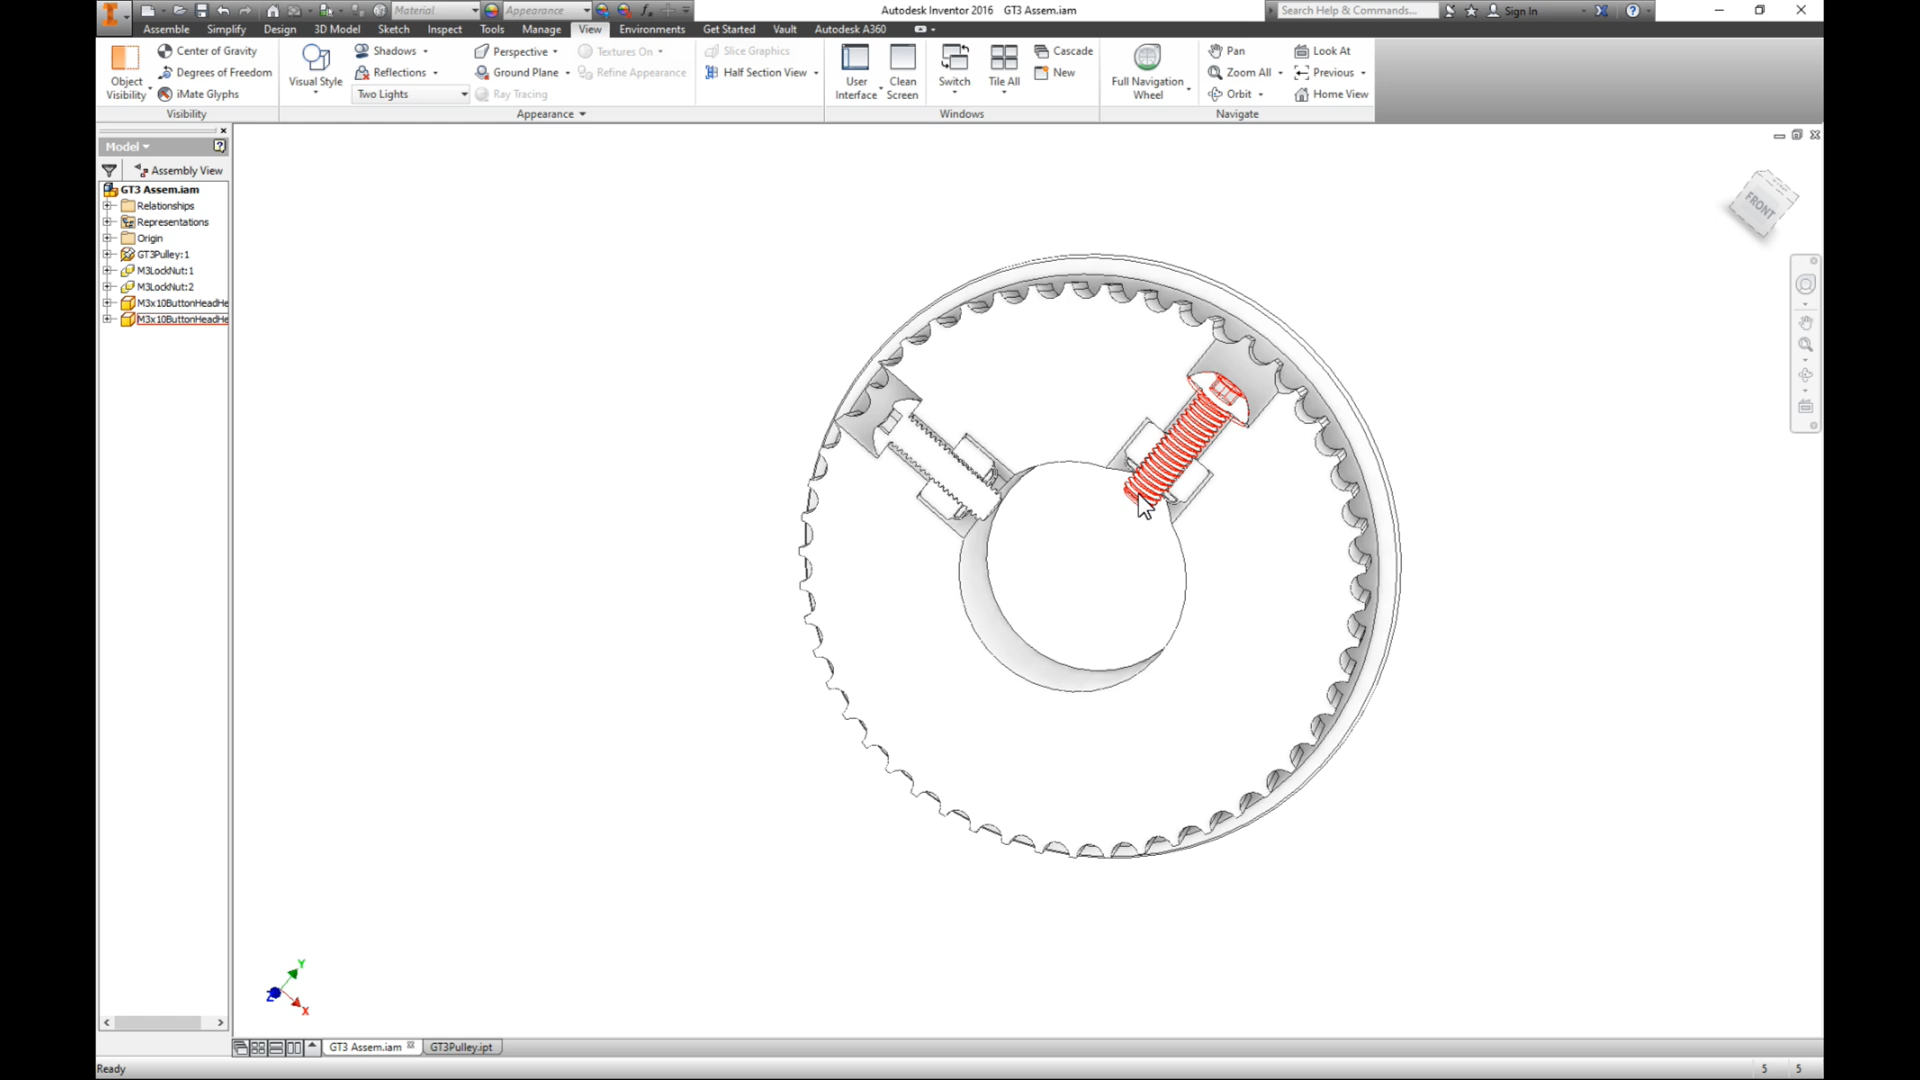 Material
Appearance
Autodesk Inventor 2016 GT3 Assem.iam
Search Help & Commands...
Sign In
Assemble Simplify Design 3D Model Sketch Inspect Tools Manage View Environments Get Started Vault Autodesk A360
Object Visibility
Center of Gravity
Degrees of Freedom
iMate Glyphs
Visibility
Visual Style
Shadows
Reflections
Two Lights
Perspective
Ground Plane
Ray Tracing
Textures On
Refine Appearance
Appearance
Slice Graphics
Half Section View
User Interface
Clean Screen
Switch
Tile All
Cascade
New
Windows
Full Navigation Wheel
Pan
Zoom All
Orbit
Look At
Previous
Home View
Navigate
Model
Assembly View
GT3 Assem.iam
Relationships
Representations
Origin
GT3Pulley:1
M3LockNut:1
M3LockNut:2
M3x10ButtonHeadHe
M3x10ButtonHeadHe
FRONT
Y
Z
X
GT3 Assem.iam
GT3Pulley.ipt
Ready
5 5